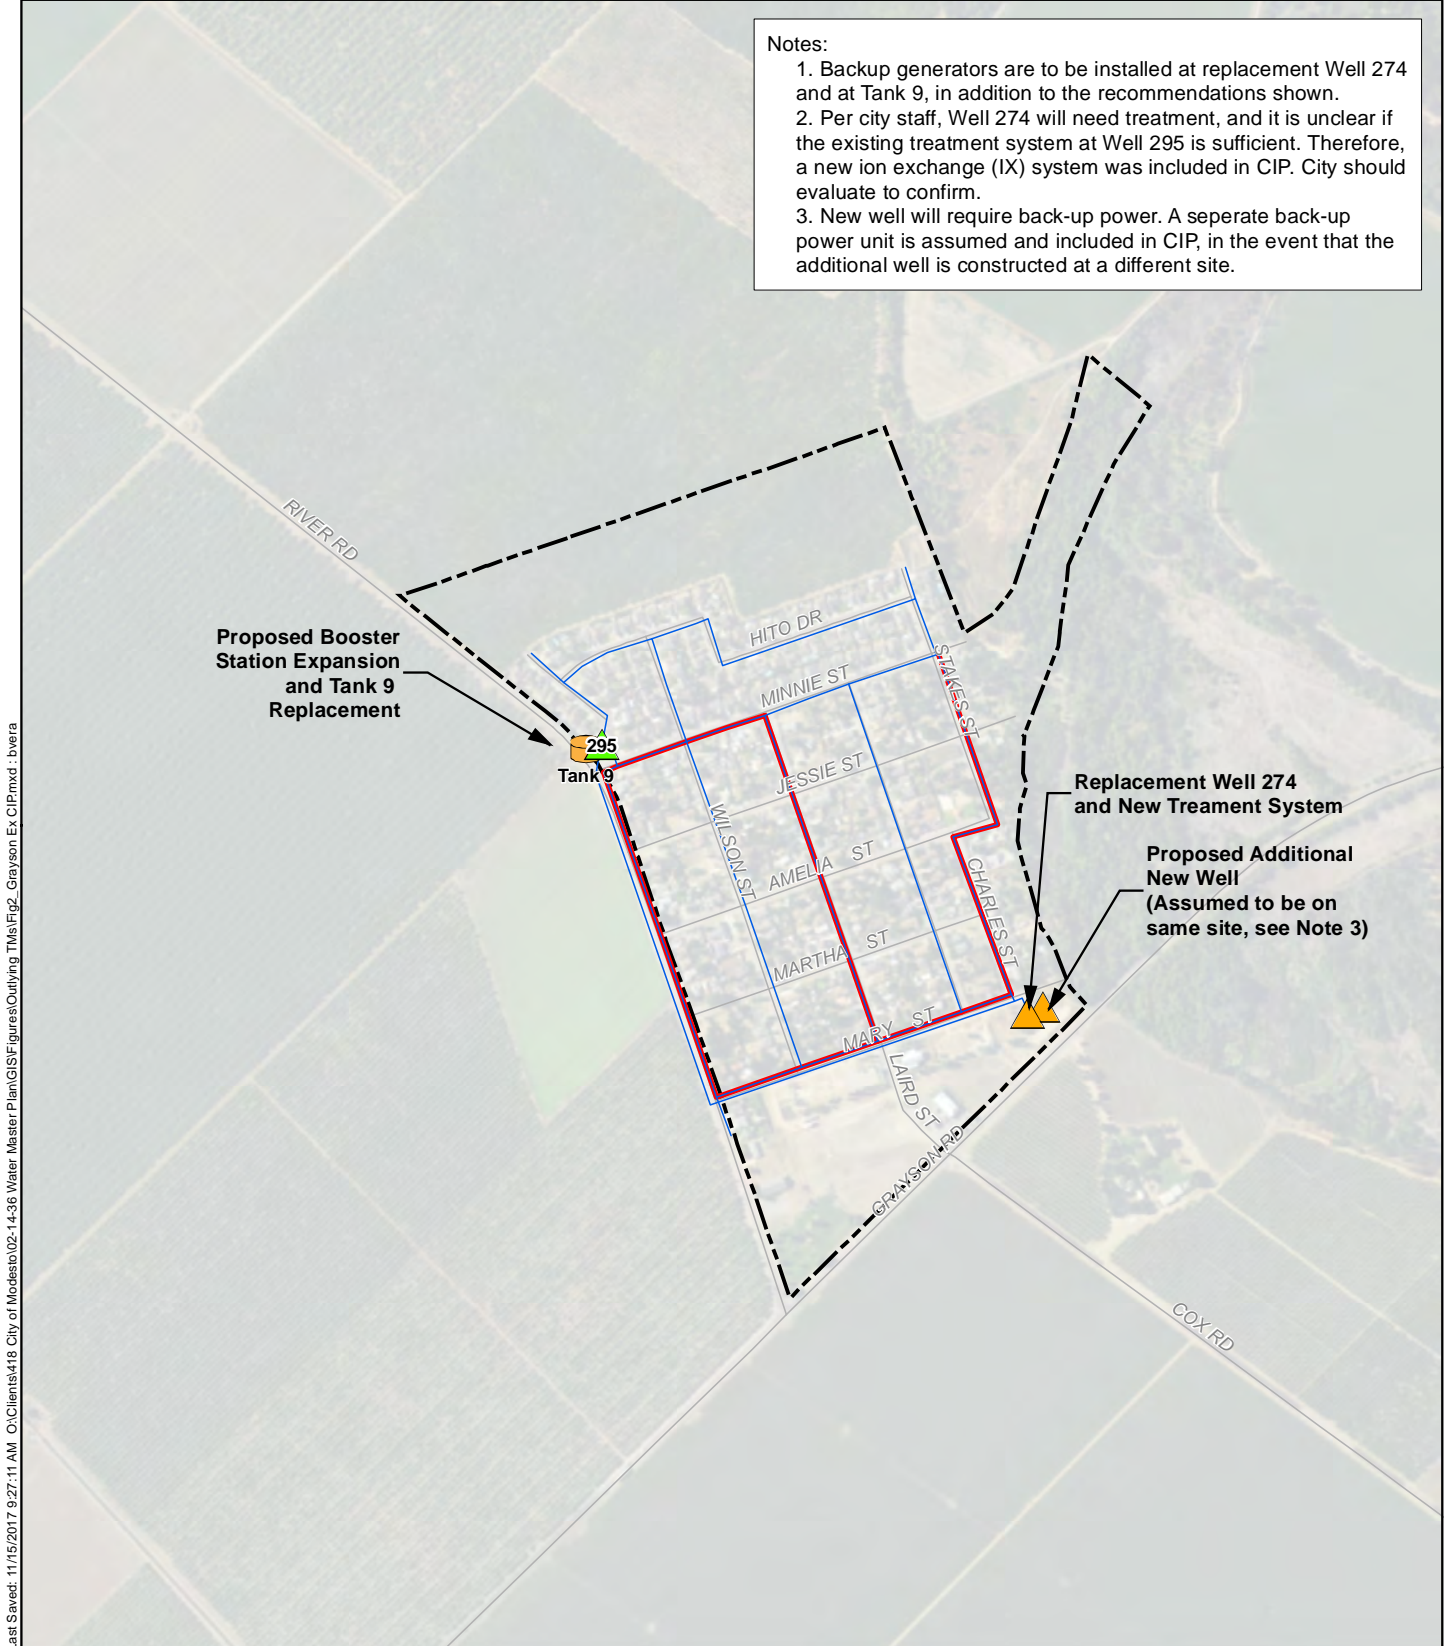 Notes:
1. Backup generators are to be installed at replacement Well 274
and at Tank 9, in addition to the recommendations shown.
2. Per city staff, Well 274 will need treatment, and it is unclear if
the existing treatment system at Well 295 is sufficient. Therefore,
a new ion exchange (IX) system was included in CIP. City should
evaluate to confirm.
3. New well will require back-up power. A seperate back-up
power unit is assumed and included in CIP, in the event that the
additional well is constructed at a different site.
RIVER RD
Proposed Booster
Station Expansion
and Tank 9
Replacement
HITO DR
MINNIE ST
STAKES ST
295
Tank 9
JESSIE ST
WILSON ST
AMELIA ST
CHARLES ST
MARTHA ST
MARY ST
LAIRD ST
GRAYSON RD
COX RD
Replacement Well 274
and New Treament System
Proposed Additional
New Well
(Assumed to be on
same site, see Note 3)
ast Saved: 11/15/2017 9:27:11 AM O:\Clients\418 City of Modesto\02-14-36 Water Master Plan\GIS\Figures\Outlying TMs\Fig2_Grayson Ex CIP.mxd : bvera